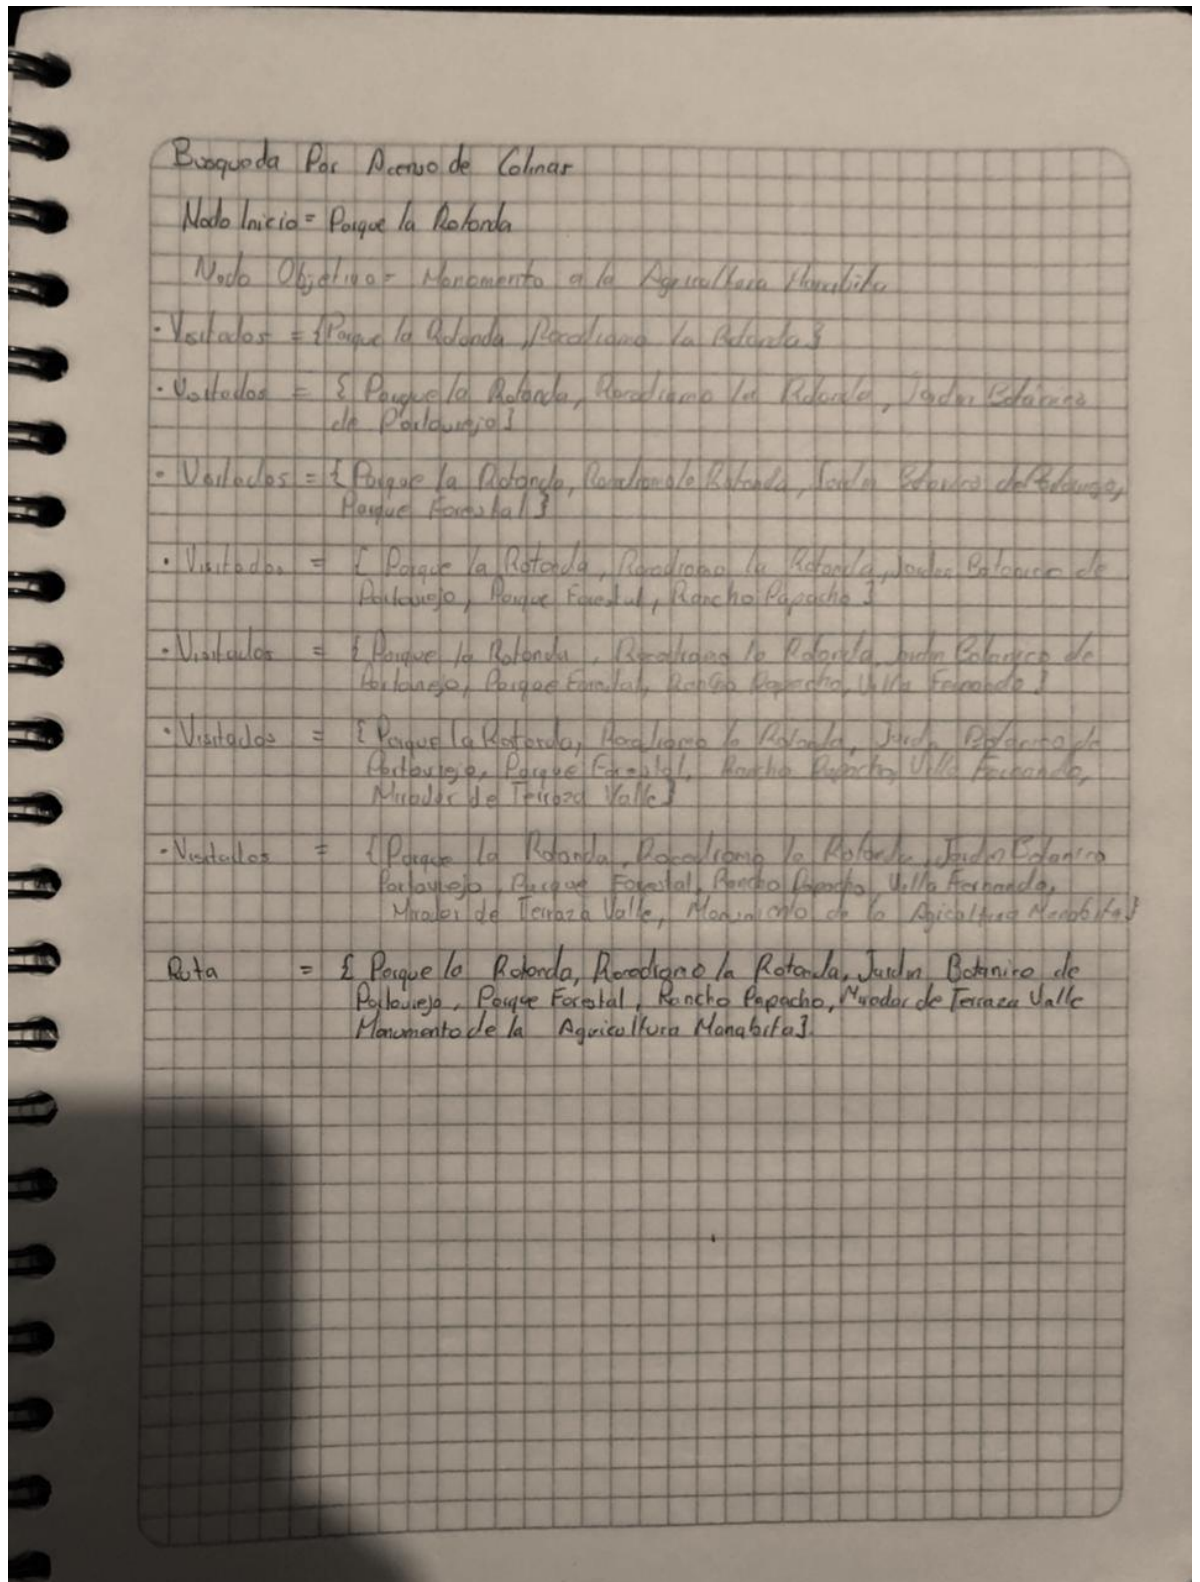 Busqueda Por Acenso de Colinas
Nodo Inicio = Parque la Rotonda
Nodo Objetivo = Monomento a la Agricultura Manabita
· Visitados = {Parque la Rotonda, Rocodromo la Rotonda}
· Visitados = { Parque la Rotonda, Rocodromo la Rotonda, Jardin Botánico
de Portoviejo}
· Visitados = { Parque la Rotonda, Rocodromo la Rotonda, Jardin Botanico de Portoviejo,
Parque Forestal }
· Visitados = { Parque la Rotonda, Rocodromo la Rotonda, Jardin Botanico de
Portoviejo, Parque Forestal, Rancho Papacho }
· Visitados = { Parque la Rotonda, Rocodromo la Rotonda, Jardin Botanico de
Portoviejo, Parque Forestal, Rancho Papacho, Villa Fernando }
· Visitados = { Parque la Rotonda, Rocodromo la Rotonda, Jardin Botanico de
Portoviejo, Parque Forestal, Rancho Papacho, Villa Fernando,
Mirador de Terraza Valle}
· Visitados = { Parque la Rotonda, Rocodromo la Rotonda, Jardin Botanico
Portoviejo, Parque Forestal, Rancho Papacho, Villa Fernando,
Mirador de Terraza Valle, Monumento de la Agricultura Manabita}
Ruta = { Parque la Rotonda, Rocodromo la Rotonda, Jardin Botanico de
Portoviejo, Parque Forestal, Rancho Papacho, Mirador de Terraza Valle
Monumento de la Agricultura Manabita}.